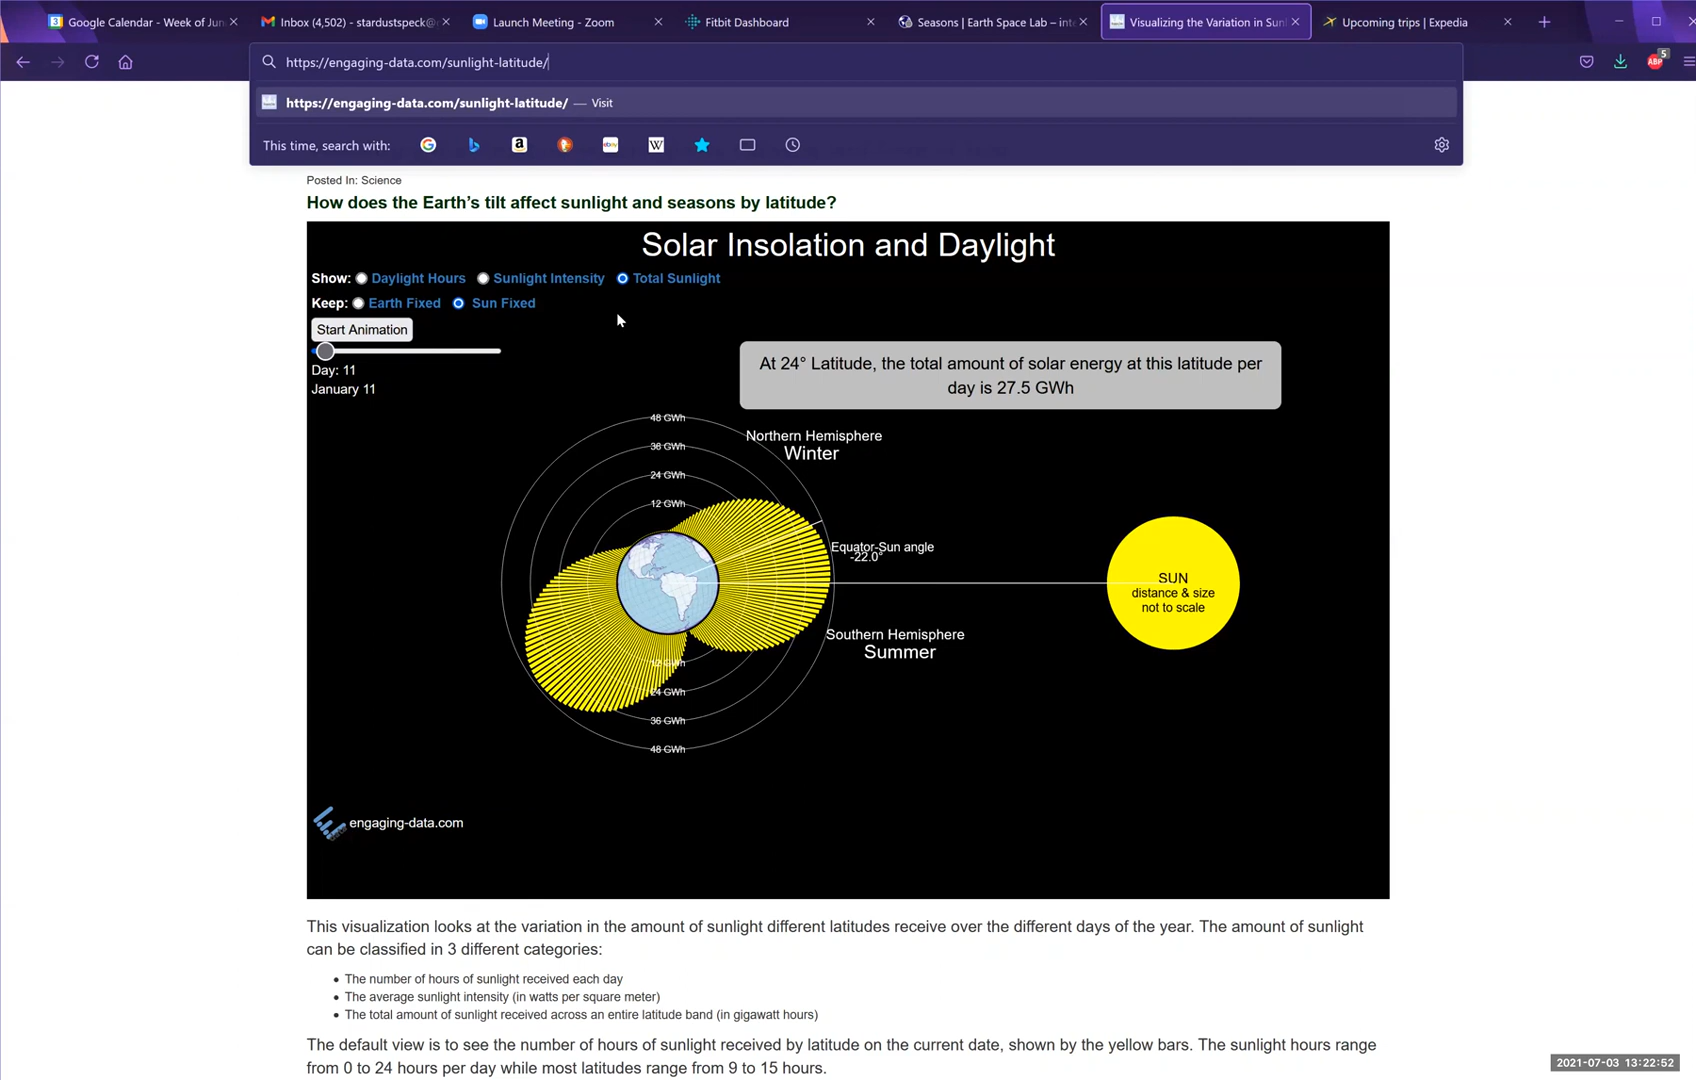 Google Calendar - Week of Jun
Inbox (4,502) - stardustspeck@
Launch Meeting - Zoom
Fitbit Dashboard
Seasons | Earth Space Lab – inte
Visualizing the Variation in Sun
Upcoming trips | Expedia
https://engaging-data.com/sunlight-latitude/
ABP
5
https://engaging-data.com/sunlight-latitude/ — Visit
This time, search with:
Posted In: Science
How does the Earth's tilt affect sunlight and seasons by latitude?
Solar Insolation and Daylight
Show: Daylight Hours Sunlight Intensity Total Sunlight
Keep: Earth Fixed Sun Fixed
Start Animation
Day: 11
January 11
At 24° Latitude, the total amount of solar energy at this latitude per
day is 27.5 GWh
48 GWh
36 GWh
24 GWh
12 GWh
Northern Hemisphere
Winter
Equator-Sun angle
-22.0°
SUN
distance & size
not to scale
Southern Hemisphere
Summer
12 GWh
24 GWh
36 GWh
48 GWh
engaging-data.com
This visualization looks at the variation in the amount of sunlight different latitudes receive over the different days of the year. The amount of sunlight
can be classified in 3 different categories:
• The number of hours of sunlight received each day
• The average sunlight intensity (in watts per square meter)
• The total amount of sunlight received across an entire latitude band (in gigawatt hours)
The default view is to see the number of hours of sunlight received by latitude on the current date, shown by the yellow bars. The sunlight hours range
from 0 to 24 hours per day while most latitudes range from 9 to 15 hours.
2021-07-03 13:22:52